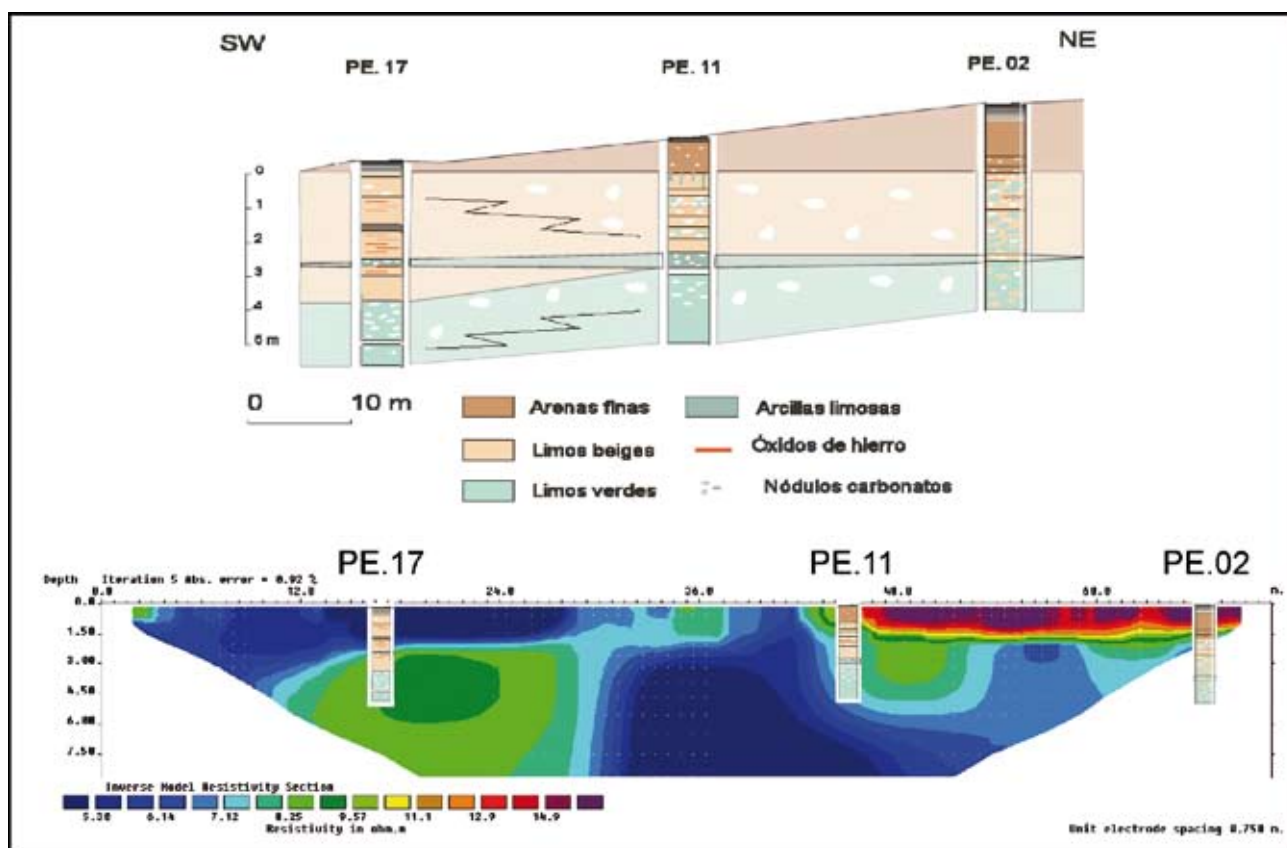 SW NE
PE. 17 PE. 11 PE. 02
0
1
2
3
4
5 m
0 10 m
Arenas finas Arcillas limosas
Limos beiges Óxidos de hierro
Limos verdes Nódulos carbonatos
PE.17 PE.11 PE.02
Depth Iteration 5 Abs. error = 0.92 %
0.0 12.0 24.0 36.0 48.0 60.0 m.
0.0
1.50
3.00
4.50
6.00
7.50
Inverse Model Resistivity Section
5.30 6.14 7.12 8.25 9.57 11.1 12.9 14.9
Resistivity in ohm.m
Unit electrode spacing 0.750 m.